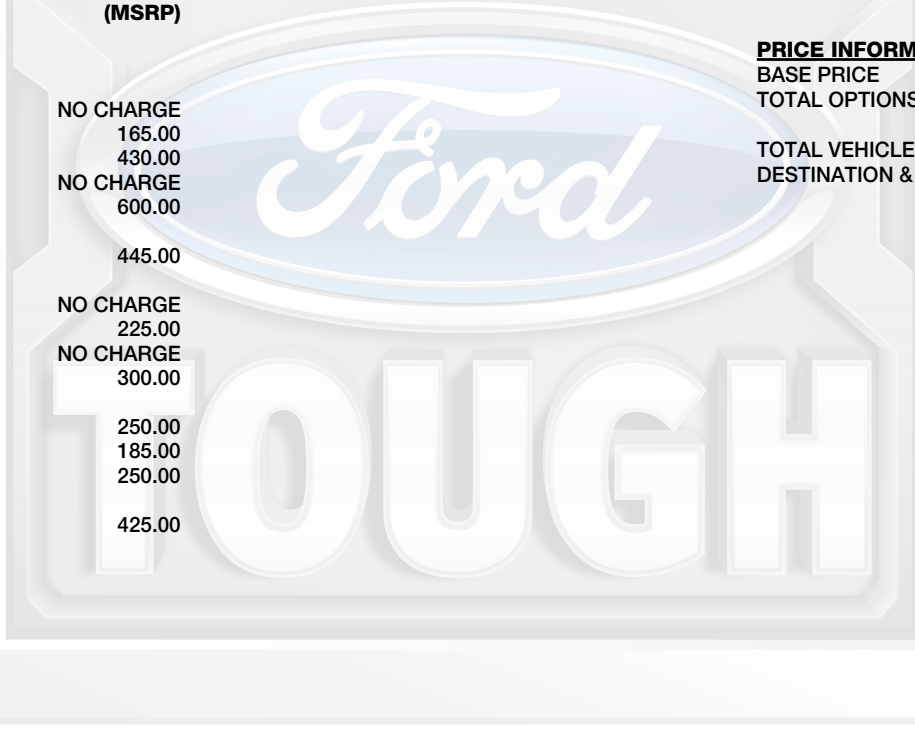 (MSRP)
NO CHARGE
165.00
430.00
NO CHARGE
600.00
445.00
NO CHARGE
225.00
NO CHARGE
300.00
250.00
185.00
250.00
425.00
PRICE INFORM
BASE PRICE
TOTAL OPTIONS
TOTAL VEHICLE
DESTINATION &
Ford
TOUGH